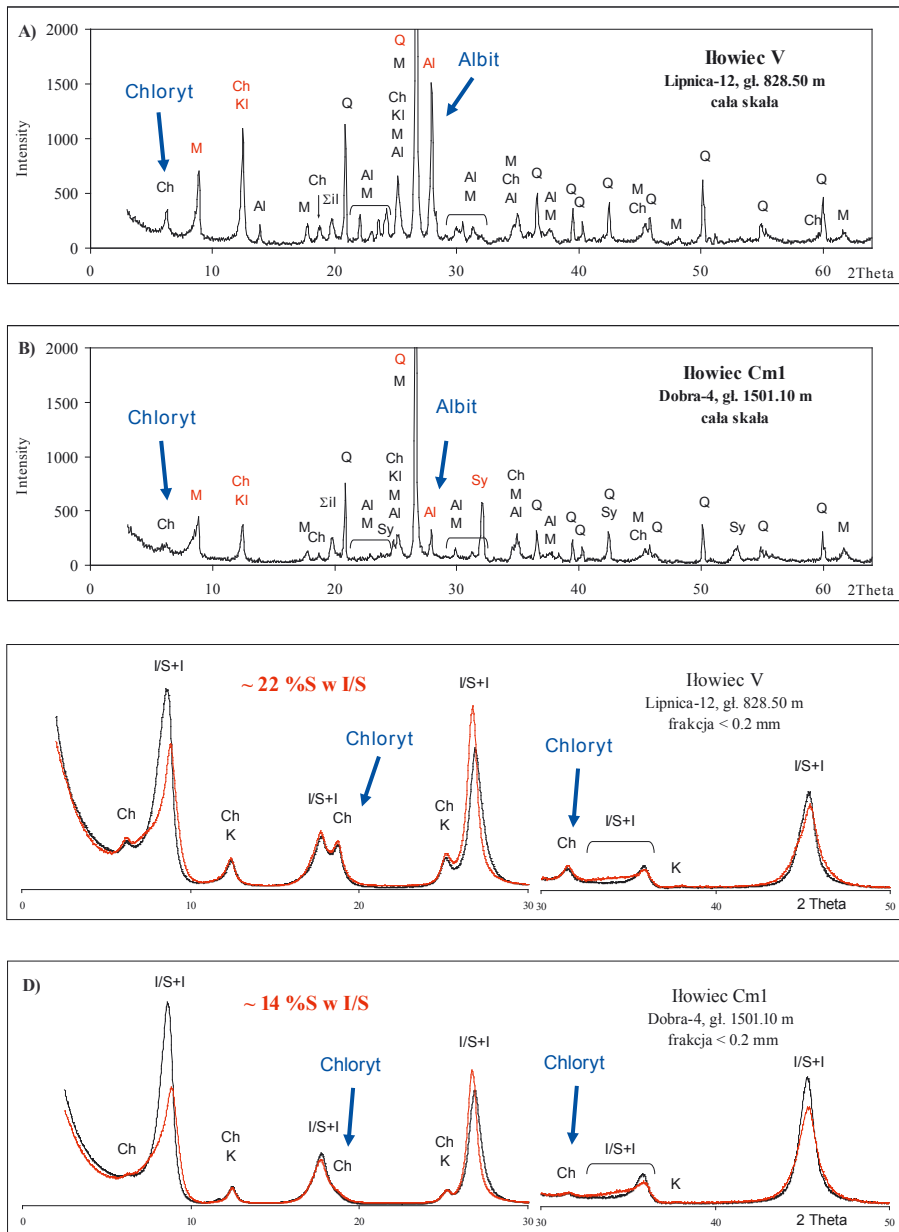 A)
2000
1500
1000
500
0
Intensity
Iłowiec V
Lipnica-12, gł. 828.50 m
cała skała
Chloryt
Albit
Ch
M
Ch
Kl
Al
M
Ch
Σil
Q
Al
M
Q
M
Ch
Kl
M
Al
Al
Al
M
M
Ch
Al
Q
Al
M
Q
Q
Q
M
Ch
Q
M
Q
Q
Ch
Q
M
0 10 20 30 40 50 60 2Theta
B)
2000
1500
1000
500
0
Intensity
Iłowiec Cm1
Dobra-4, gł. 1501.10 m
cała skała
Chloryt
Albit
Ch
M
Ch
Kl
M
Ch
Σil
Q
Al
M
Sy
Q
M
Ch
Kl
M
Al
Al
Al
M
Sy
Ch
M
Al
Q
Al
M
Q
Q
Q
Sy
M
Ch
Q
Q
Sy
Q
Q
M
0 10 20 30 40 50 60 2Theta
~ 22 %S w I/S
Iłowiec V
Lipnica-12, gł. 828.50 m
frakcja < 0.2 mm
Chloryt
Chloryt
Ch
I/S+I
Ch
K
I/S+I
Ch
Ch
K
I/S+I
Ch
I/S+I
K
I/S+I
0 10 20 30 30 40 50
2 Theta
D)
~ 14 %S w I/S
Iłowiec Cm1
Dobra-4, gł. 1501.10 m
frakcja < 0.2 mm
Chloryt
Chloryt
Ch
I/S+I
Ch
K
I/S+I
Ch
Ch
K
I/S+I
Ch
I/S+I
K
I/S+I
0 10 20 30 30 40 50
2 Theta